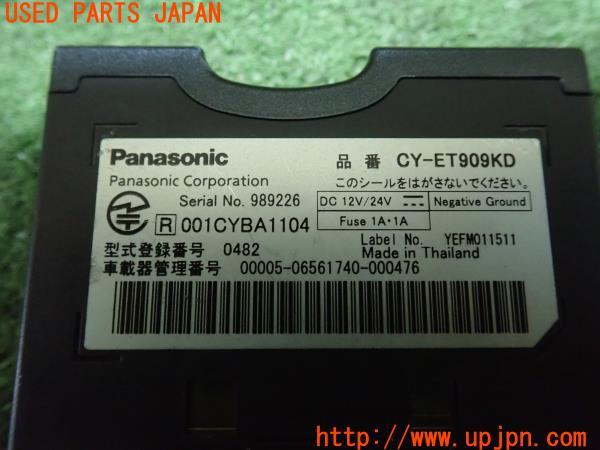 USED PARTS JAPAN
Panasonic 品番 CY-ET909KD
Panasonic Corporation このシールをはがさないでください。
Serial No. 989226 DC 12V/24V Negative Ground
R 001CYBA1104 Fuse 1A・1A
型式登録番号 0482 Label No. YEFM011511
Made in Thailand
車載器管理番号 00005-06561740-000476
UPJ http://www.upjpn.com